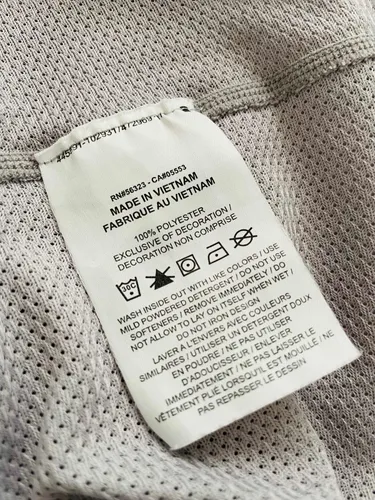 RN#56323 - CA#05553
MADE IN VIETNAM
FABRIQUE AU VIETNAM
100% POLYESTER
EXCLUSIVE OF DECORATION /
DECORATION NON COMPRISE
30C
WASH INSIDE OUT WITH LIKE COLORS / USE
MILD POWDERED DETERGENT / DO NOT USE
SOFTENERS / REMOVE IMMEDIATELY / DO
NOT ALLOW TO LAY ON ITSELF WHEN WET /
DO NOT IRON DESIGN
LAVER A L'ENVERS AVEC COULEURS
SIMILAIRES / UTILISER UN DETERGENT DOUX
EN POUDRE / NE PAS UTILISER
D'ADOUCISSEUR / ENLEVER
IMMEDIATEMENT / NE PAS LAISSER LE
VÊTEMENT PLIÉ LORSQU'IL EST MOUILLÉ / NE
PAS REPASSER LE DESSIN